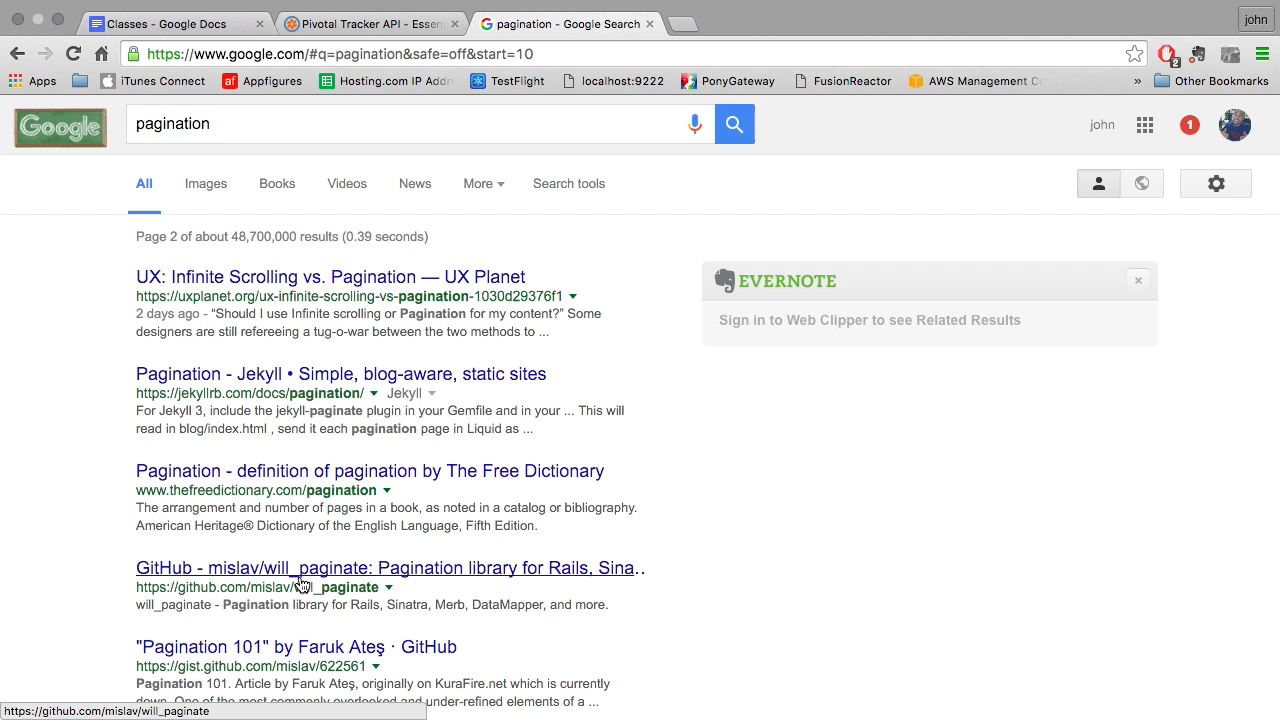 Classes - Google Docs
Pivotal Tracker API - Essen
pagination - Google Search
john
https://www.google.com/#q=pagination&safe=off&start=10
2
Apps
iTunes Connect
af Appfigures
Hosting.com IP Addr
TestFlight
localhost:9222
PonyGateway
FusionReactor
AWS Management Co
»
Other Bookmarks
Google
pagination
john
1
All
Images
Books
Videos
News
More
Search tools
Page 2 of about 48,700,000 results (0.39 seconds)
UX: Infinite Scrolling vs. Pagination — UX Planet
https://uxplanet.org/ux-infinite-scrolling-vs-pagination-1030d29376f1
2 days ago - “Should I use Infinite scrolling or Pagination for my content?” Some
designers are still refereeing a tug-o-war between the two methods to ...
EVERNOTE
Sign in to Web Clipper to see Related Results
Pagination - Jekyll • Simple, blog-aware, static sites
https://jekyllrb.com/docs/pagination/ Jekyll
For Jekyll 3, include the jekyll-paginate plugin in your Gemfile and in your ... This will
read in blog/index.html , send it each pagination page in Liquid as ...
Pagination - definition of pagination by The Free Dictionary
www.thefreedictionary.com/pagination
The arrangement and number of pages in a book, as noted in a catalog or bibliography.
American Heritage® Dictionary of the English Language, Fifth Edition.
GitHub - mislav/will_paginate: Pagination library for Rails, Sina...
https://github.com/mislav/will_paginate
will_paginate - Pagination library for Rails, Sinatra, Merb, DataMapper, and more.
"Pagination 101" by Faruk Ateş · GitHub
https://gist.github.com/mislav/622561
Pagination 101. Article by Faruk Ateş, originally on KuraFire.net which is currently
down. One of the most commonly overlooked and under-refined elements of a ...
https://github.com/mislav/will_paginate